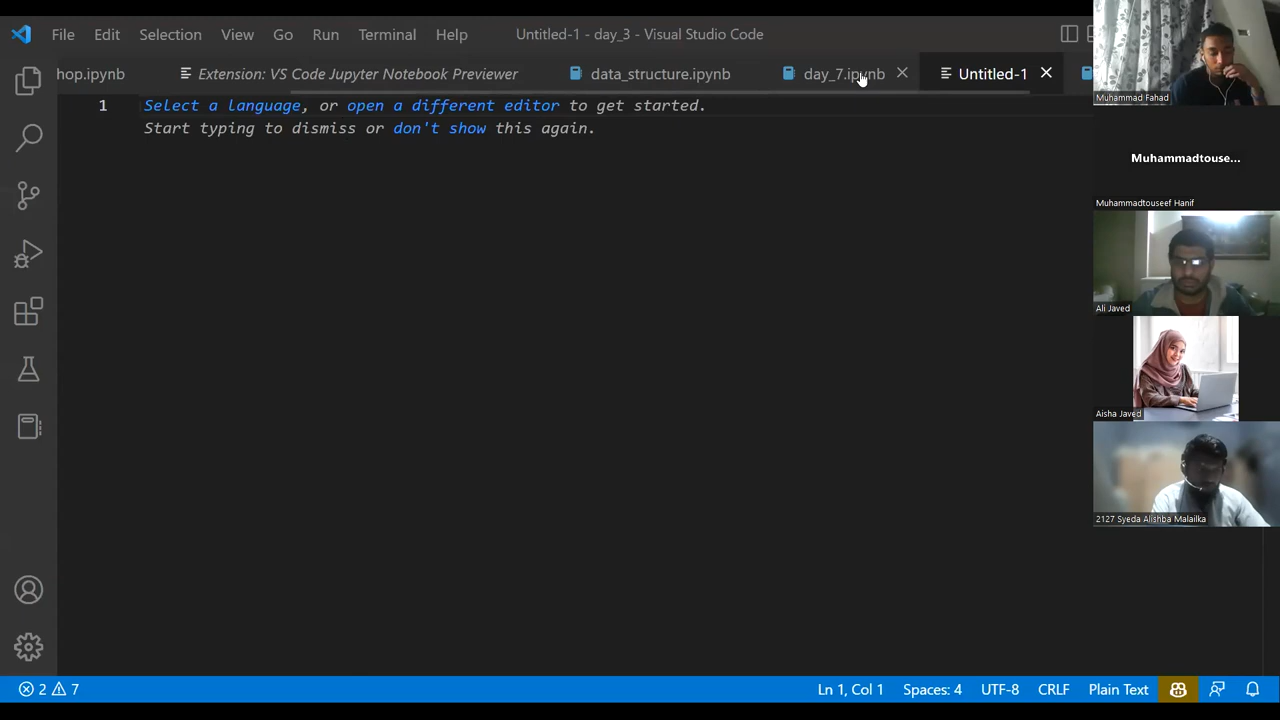 File Edit Selection View Go Run Terminal Help Untitled-1 - day_3 - Visual Studio Code
hop.ipynb Extension: VS Code Jupyter Notebook Previewer data_structure.ipynb day_7.ipynb Untitled-1
1 Select a language, or open a different editor to get started.
Start typing to dismiss or don't show this again.
Muhammad Fahad
Muhammadtouse...
Muhammadtouseef Hanif
Ali Javed
Aisha Javed
2127 Syeda Alishba Malailka
2 7 Ln 1, Col 1 Spaces: 4 UTF-8 CRLF Plain Text